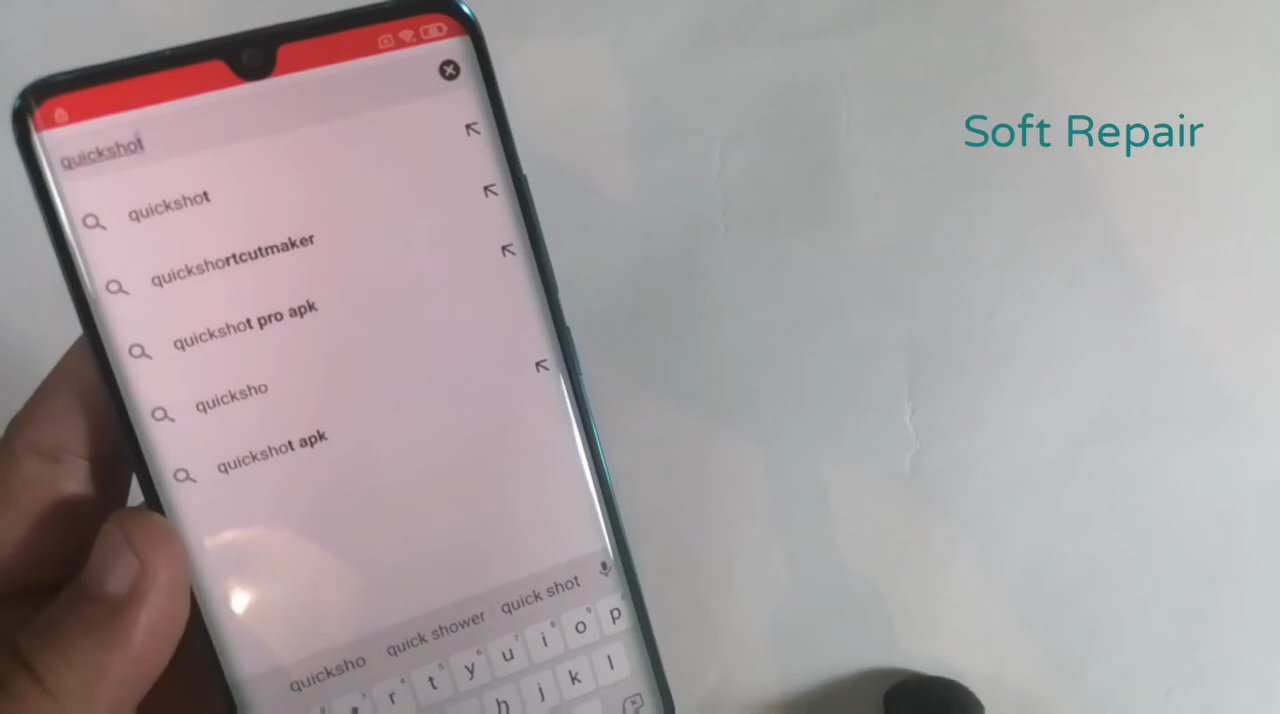 Soft Repair
quickshot
quickshot
quickshortcutmaker
quickshot pro apk
quicksho
quickshot apk
quicksho quick shower quick shot
r t y u i o p
h j k l